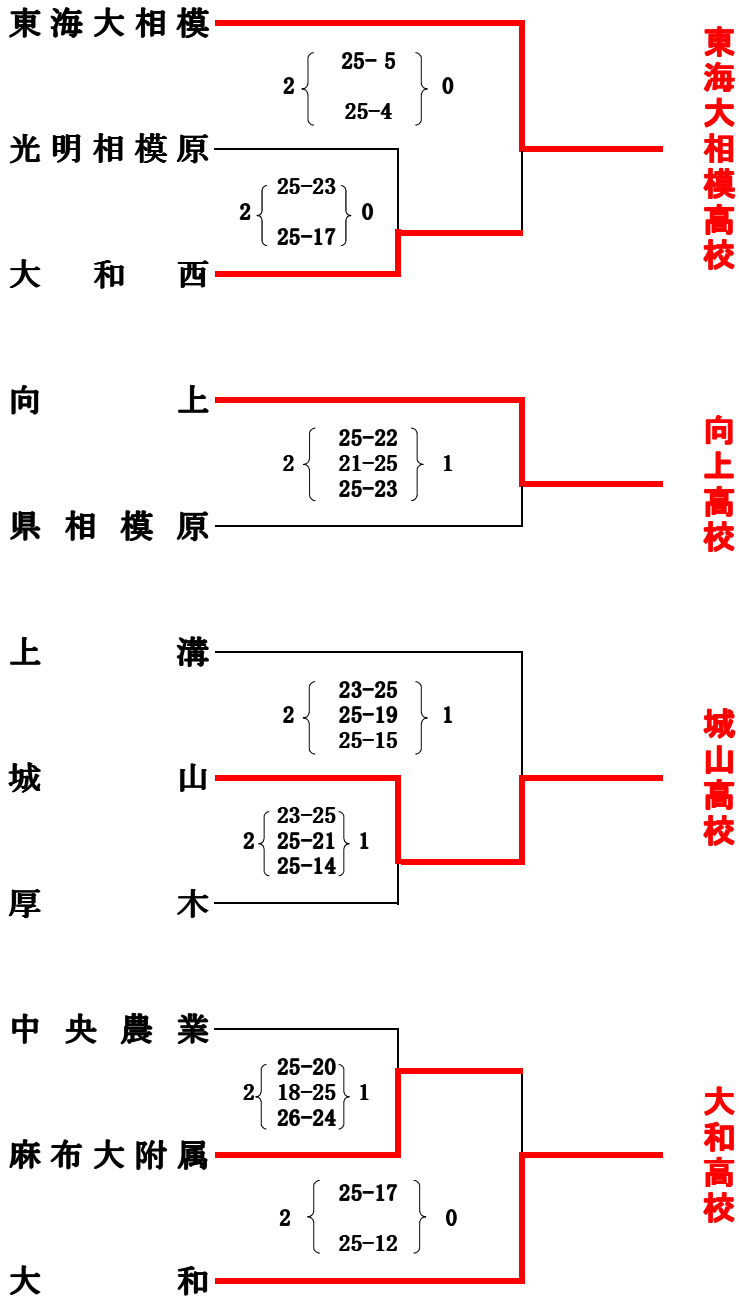 東海大相模
25- 5
2 0
25-4
光明相模原
25-23
2 0
25-17
大和西
東海大相模高校
向上
25-22
2 21-25 1
25-23
県相模原
向上高校
上溝
23-25
2 25-19 1
25-15
城山
23-25
2 25-21 1
25-14
厚木
城山高校
中央農業
25-20
2 18-25 1
26-24
麻布大附属
25-17
2 0
25-12
大和
大和高校